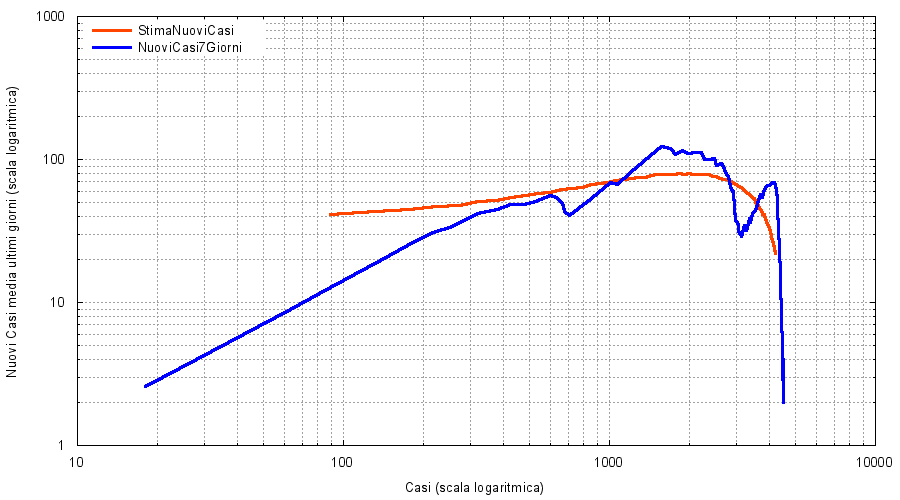 1000
StimaNuoviCasi
NuoviCasi7Giorni
Nuovi Casi media ultimi giorni (scala logaritmica)
100
10
1
10
100
1000
10000
Casi (scala logaritmica)